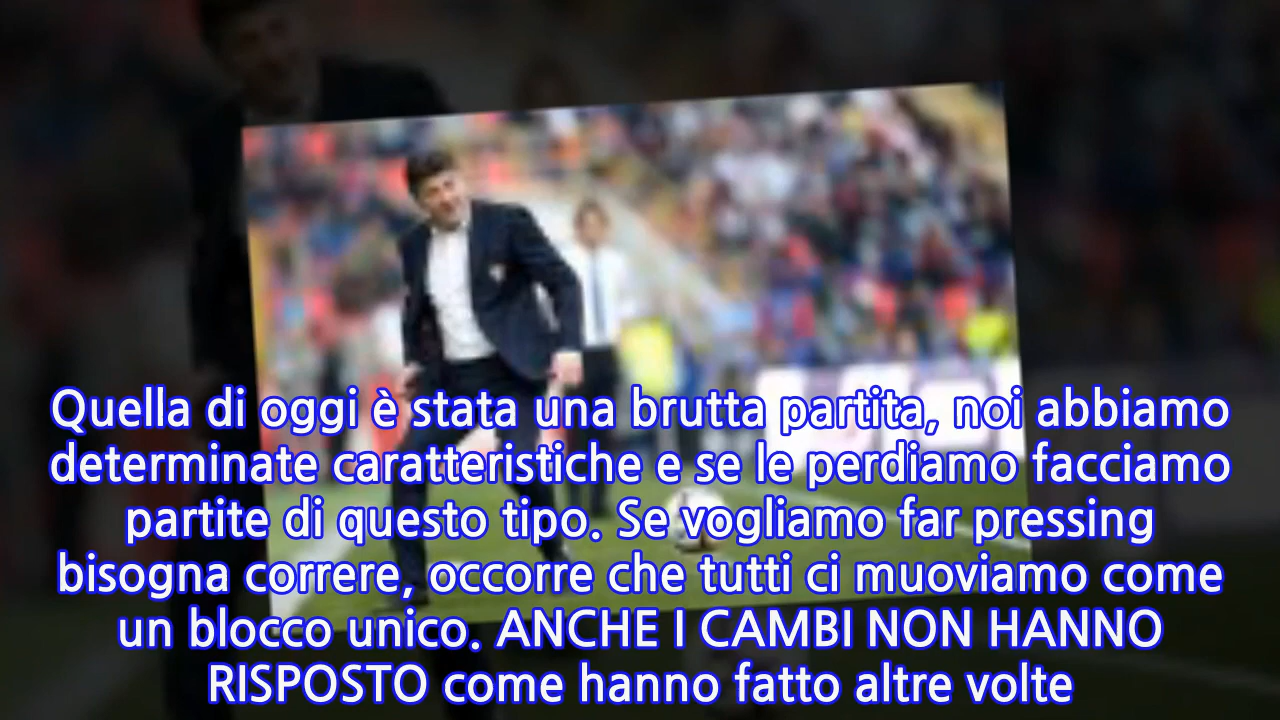 Quella di oggi è stata una brutta partita, noi abbiamo
determinate caratteristiche e se le perdiamo facciamo
partite di questo tipo. Se vogliamo far pressing
bisogna correre, occorre che tutti ci muoviamo come
un blocco unico. ANCHE I CAMBI NON HANNO
RISPOSTO come hanno fatto altre volte